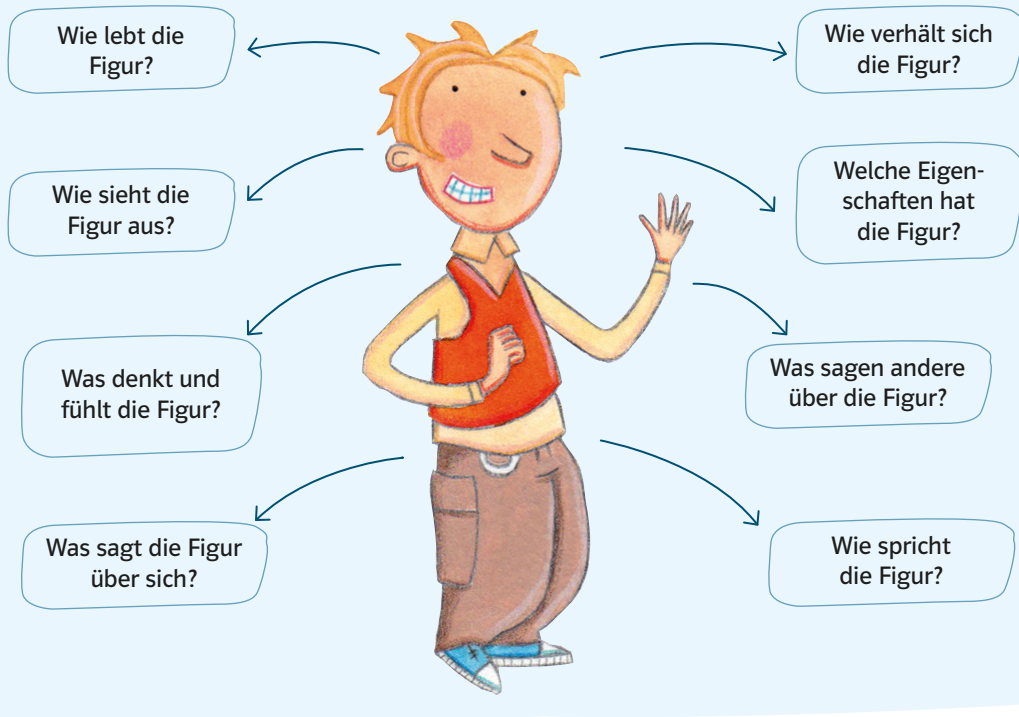 Wie lebt die
Figur?
Wie sieht die
Figur aus?
Was denkt und
fühlt die Figur?
Was sagt die Figur
über sich?
Wie verhält sich
die Figur?
Welche Eigen-
schaften hat
die Figur?
Was sagen andere
über die Figur?
Wie spricht
die Figur?